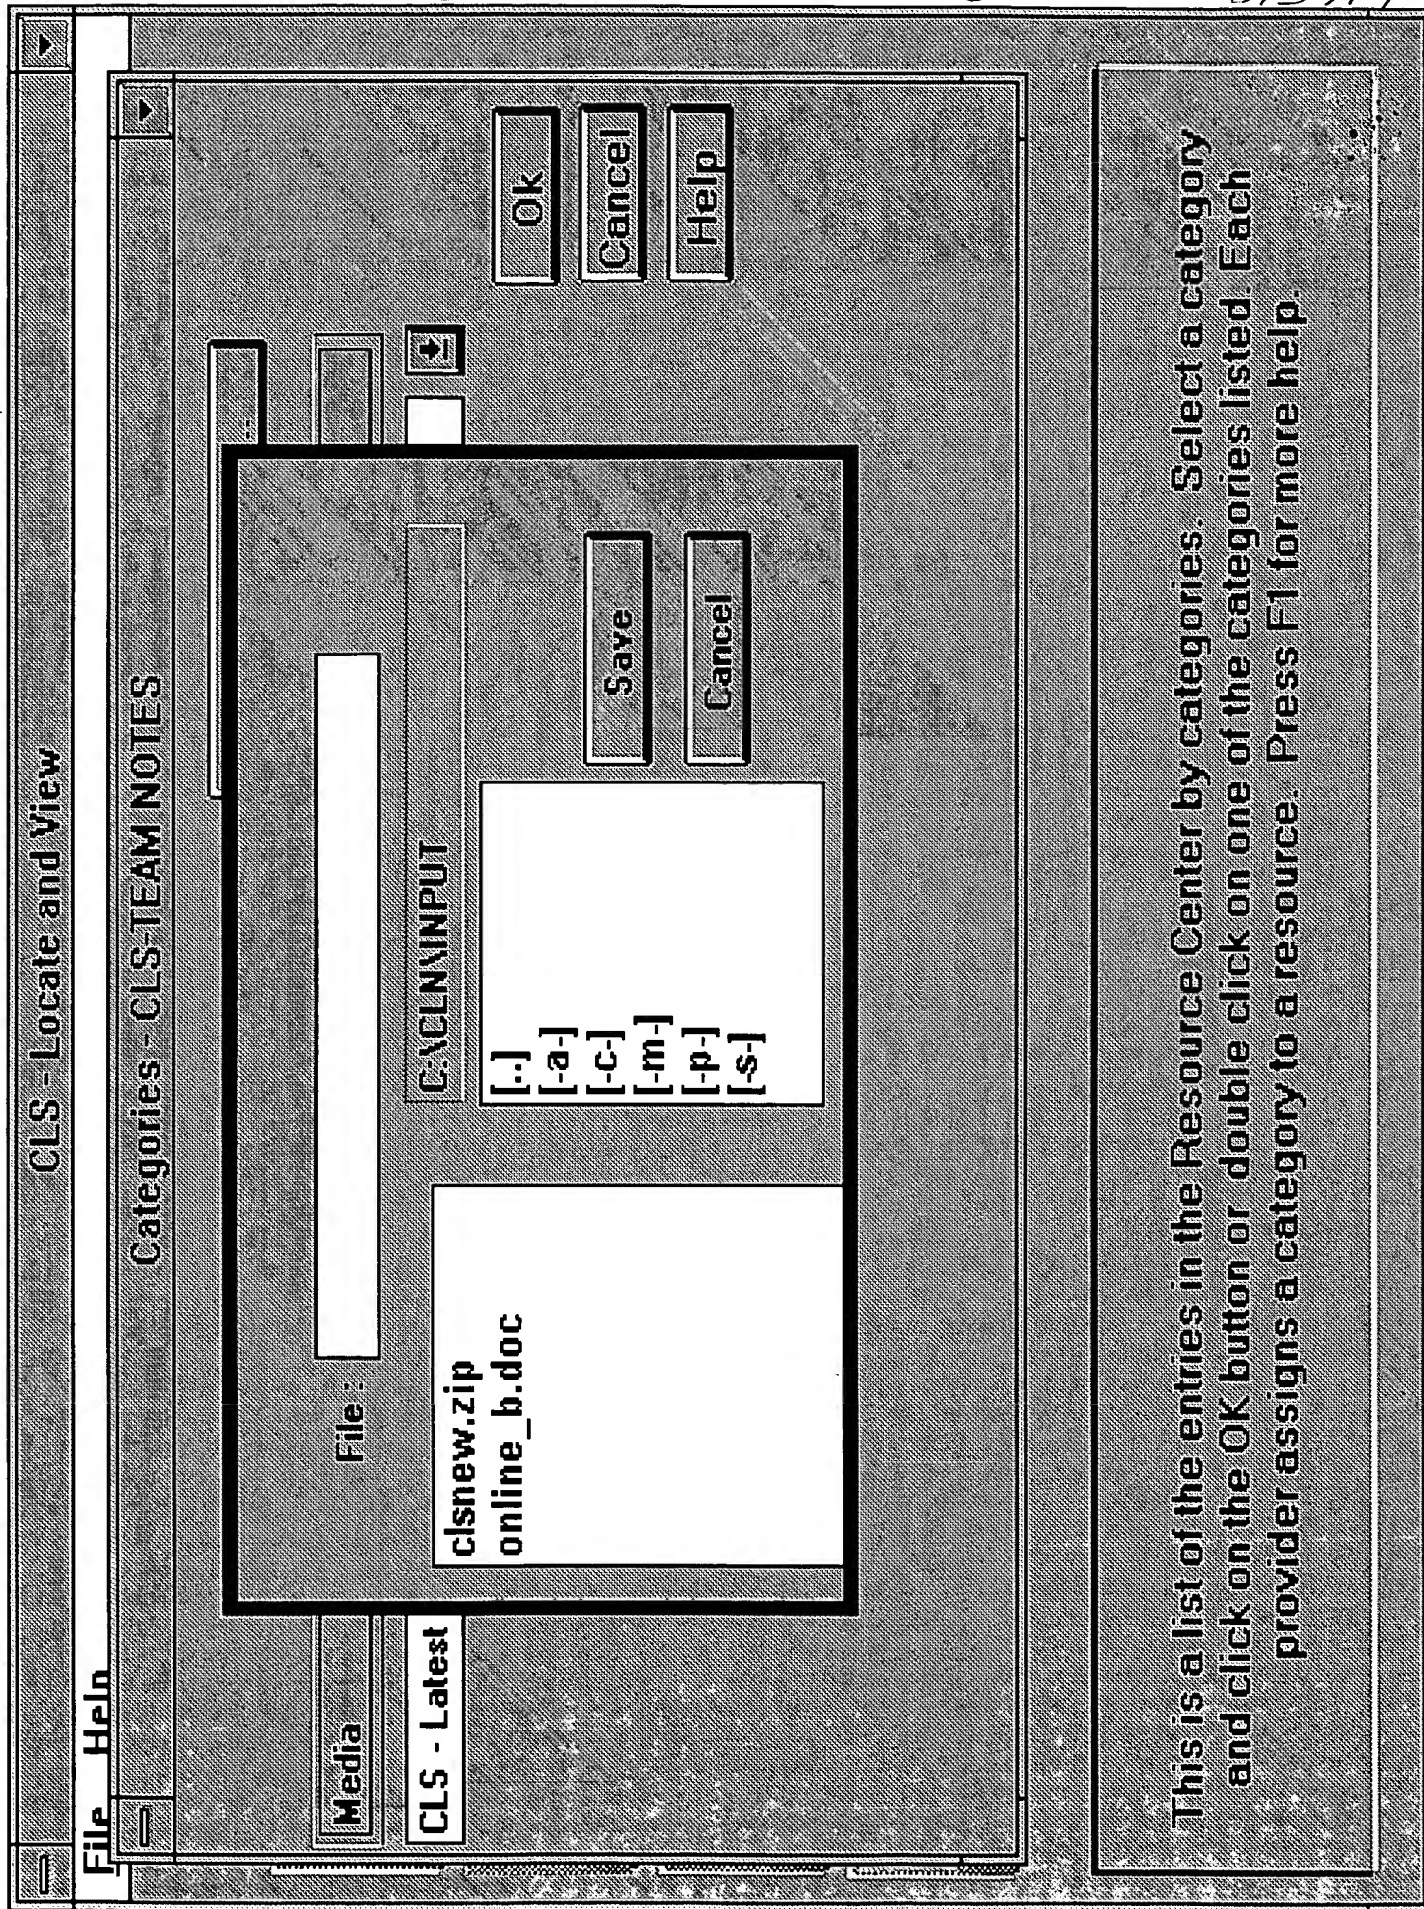 CLS - Locate and View
File Help
Categories - CLS-TEAM NOTES
Media
CLS - Latest
File :
C:\CLN\INPUT
clsnew.zip
online_b.doc
[..]
[-a-]
[-c-]
[-m-]
[-p-]
[-s-]
Save
Cancel
Ok
Cancel
Help
This is a list of the entries in the Resource Center by categories. Select a category
and click on the OK button or double click on one of the categories listed. Each
provider assigns a category to a resource. Press F1 for more help.